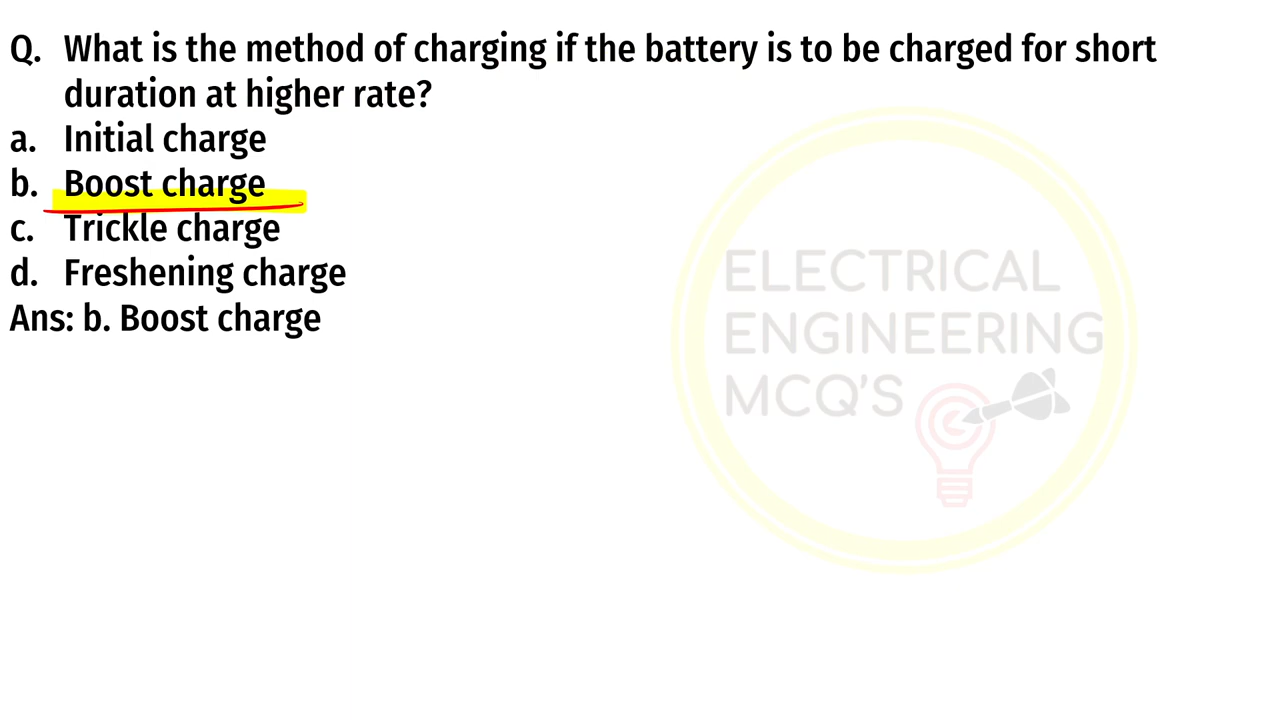 Q. What is the method of charging if the battery is to be charged for short
duration at higher rate?
a. Initial charge
b. Boost charge
c. Trickle charge
d. Freshening charge
Ans: b. Boost charge
ELECTRICAL
ENGINEERING
MCQ'S